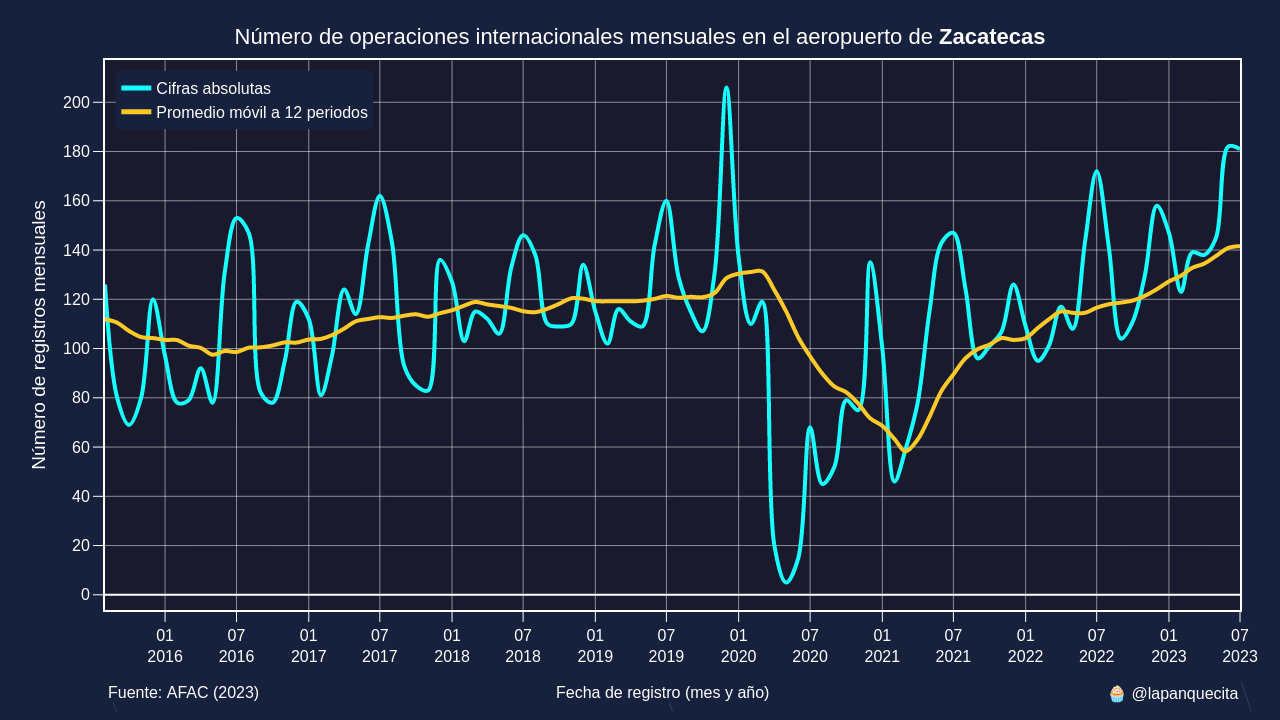 Número de operaciones internacionales mensuales en el aeropuerto de Zacatecas
Cifras absolutas
Promedio móvil a 12 periodos
Número de registros mensuales
200
180
160
140
120
100
80
60
40
20
0
01 07 01 07 01 07 01 07 01 07 01 07 01 07 01 07
2016 2016 2017 2017 2018 2018 2019 2019 2020 2020 2021 2021 2022 2022 2023 2023
Fuente: AFAC (2023)
Fecha de registro (mes y año)
🧁 @lapanquecita